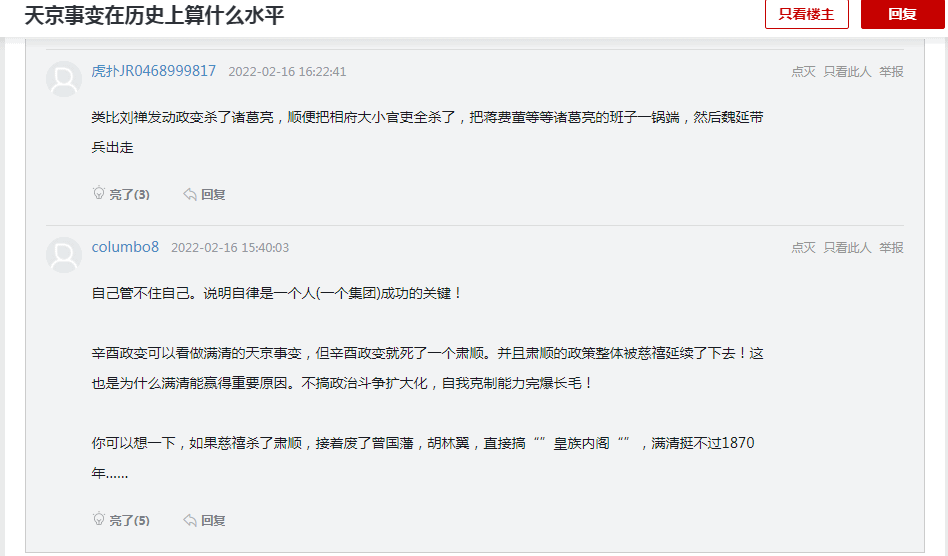 天京事变在历史上算什么水平
只看楼主
回复
虎扑JR0468999817 2022-02-16 16:22:41
点灭 只看此人 举报
类比刘禅发动政变杀了诸葛亮，顺便把相府大小官吏全杀了，把蒋费董等等诸葛亮的班子一锅端，然后魏延带
兵出走
亮了(3) 回复
columbo8 2022-02-16 15:40:03
点灭 只看此人 举报
自己管不住自己。说明自律是一个人(一个集团)成功的关键！
辛酉政变可以看做满清的天京事变，但辛酉政变就死了一个肃顺。并且肃顺的政策整体被慈禧延续了下去！这
也是为什么满清能赢得重要原因。不搞政治斗争扩大化，自我克制能力完爆长毛！
你可以想一下，如果慈禧杀了肃顺，接着废了曾国藩，胡林翼，直接搞“”皇族内阁“”，满清挺不过1870
年……
亮了(5) 回复